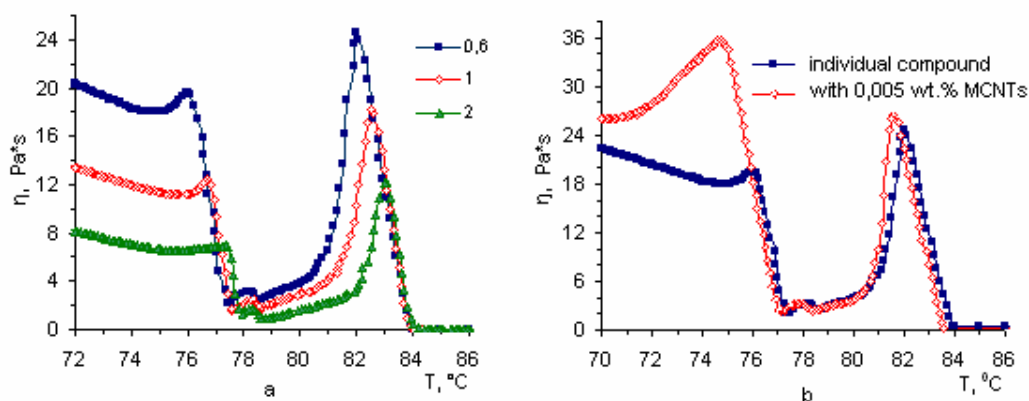 24
20
16
12
8
4
0
η, Pa*s
72 74 76 78 80 82 84 86
T, °C
a
0,6
1
2
36
30
24
18
12
6
0
η, Pa*s
70 72 74 76 78 80 82 84 86
T, ⁰C
b
individual compound
with 0,005 wt.% MCNTs